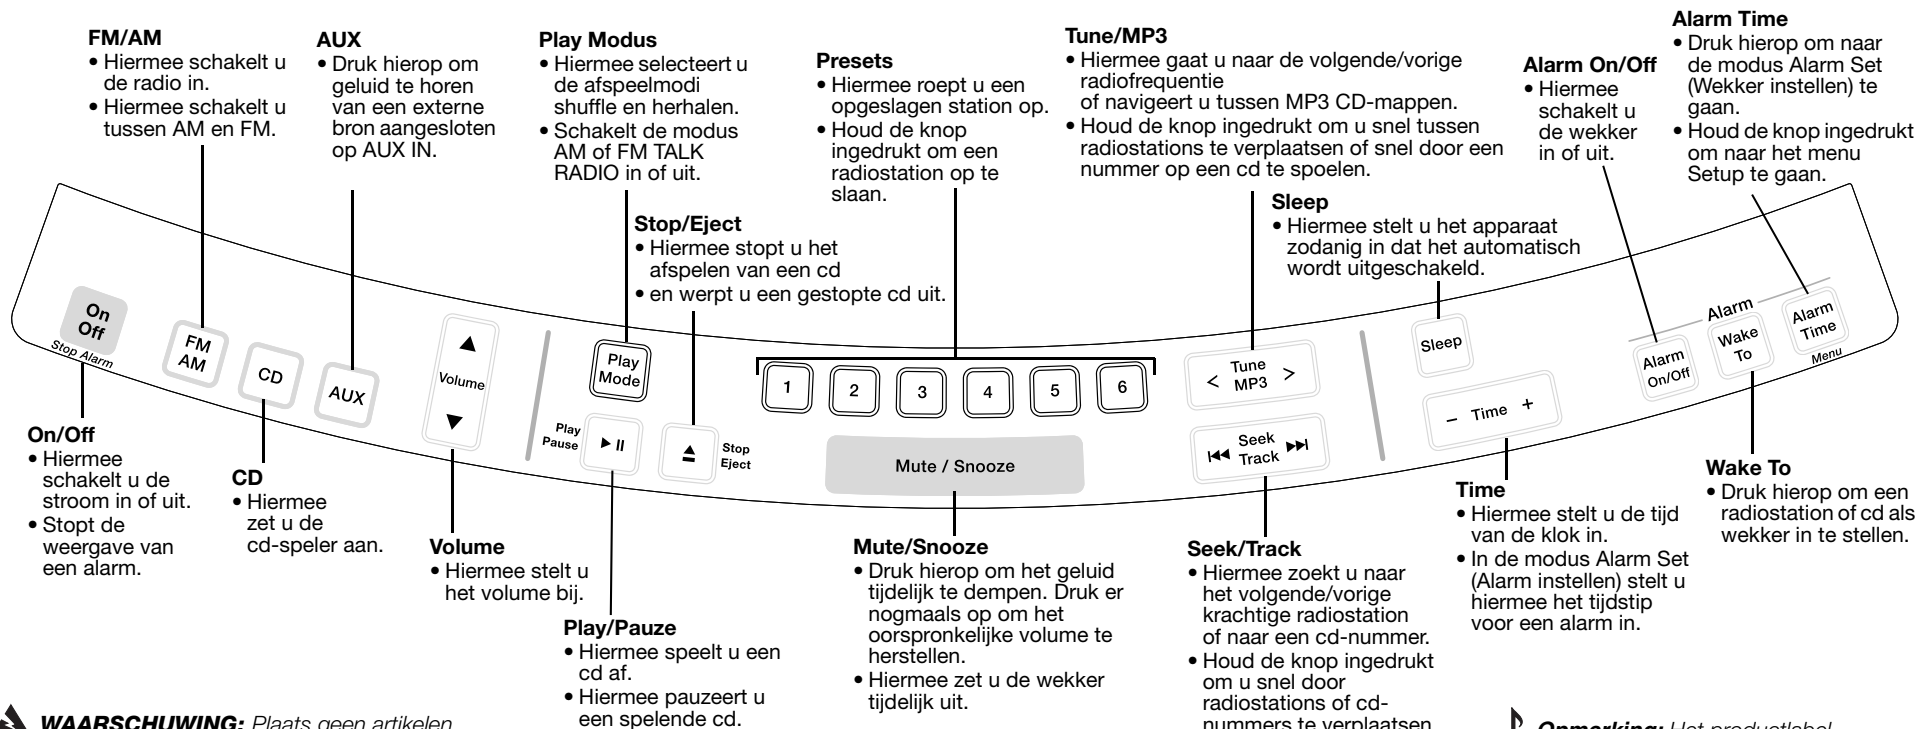 FM/AM
• Hiermee schakelt u
de radio in.
• Hiermee schakelt u
tussen AM en FM.
AUX
• Druk hierop om
geluid te horen
van een externe
bron aangesloten
op AUX IN.
Play Modus
• Hiermee selecteert u
de afspeelmodi
shuffle en herhalen.
• Schakelt de modus
AM of FM TALK
RADIO in of uit.
Stop/Eject
• Hiermee stopt u het
afspelen van een cd
• en werpt u een gestopte cd uit.
Presets
• Hiermee roept u een
opgeslagen station op.
• Houd de knop
ingedrukt om een
radiostation op te
slaan.
Tune/MP3
• Hiermee gaat u naar de volgende/vorige
radiofrequentie
of navigeert u tussen MP3 CD-mappen.
• Houd de knop ingedrukt om u snel tussen
radiostations te verplaatsen of snel door een
nummer op een cd te spoelen.
Sleep
• Hiermee stelt u het apparaat
zodanig in dat het automatisch
wordt uitgeschakeld.
Alarm On/Off
• Hiermee
schakelt u
de wekker
in of uit.
Alarm Time
• Druk hierop om naar
de modus Alarm Set
(Wekker instellen) te
gaan.
• Houd de knop ingedrukt
om naar het menu
Setup te gaan.
On
Off
Stop Alarm
FM
AM
CD
AUX
Volume
Play
Mode
Play
Pause
Stop
Eject
1
2
3
4
5
6
Mute / Snooze
< Tune >
MP3
Seek
Track
Sleep
– Time +
Alarm
Alarm
On/Off
Wake
To
Alarm
Time
Menu
On/Off
• Hiermee
schakelt u de
stroom in of uit.
• Stopt de
weergave van
een alarm.
CD
• Hiermee
zet u de
cd-speler aan.
Volume
• Hiermee stelt u
het volume bij.
Play/Pauze
• Hiermee speelt u een
cd af.
• Hiermee pauzeert u
een spelende cd.
Mute/Snooze
• Druk hierop om het geluid
tijdelijk te dempen. Druk er
nogmaals op om het
oorspronkelijke volume te
herstellen.
• Hiermee zet u de wekker
tijdelijk uit.
Seek/Track
• Hiermee zoekt u naar
het volgende/vorige
krachtige radiostation
of naar een cd-nummer.
• Houd de knop ingedrukt
om u snel door
radiostations of cd-
nummers te verplaatsen
Time
• Hiermee stelt u de tijd
van de klok in.
• In de modus Alarm Set
(Alarm instellen) stelt u
hiermee het tijdstip
voor een alarm in.
Wake To
• Druk hierop om een
radiostation of cd als
wekker in te stellen.
WAARSCHUWING: Plaats geen artikelen
Opmerking: Het productlabel